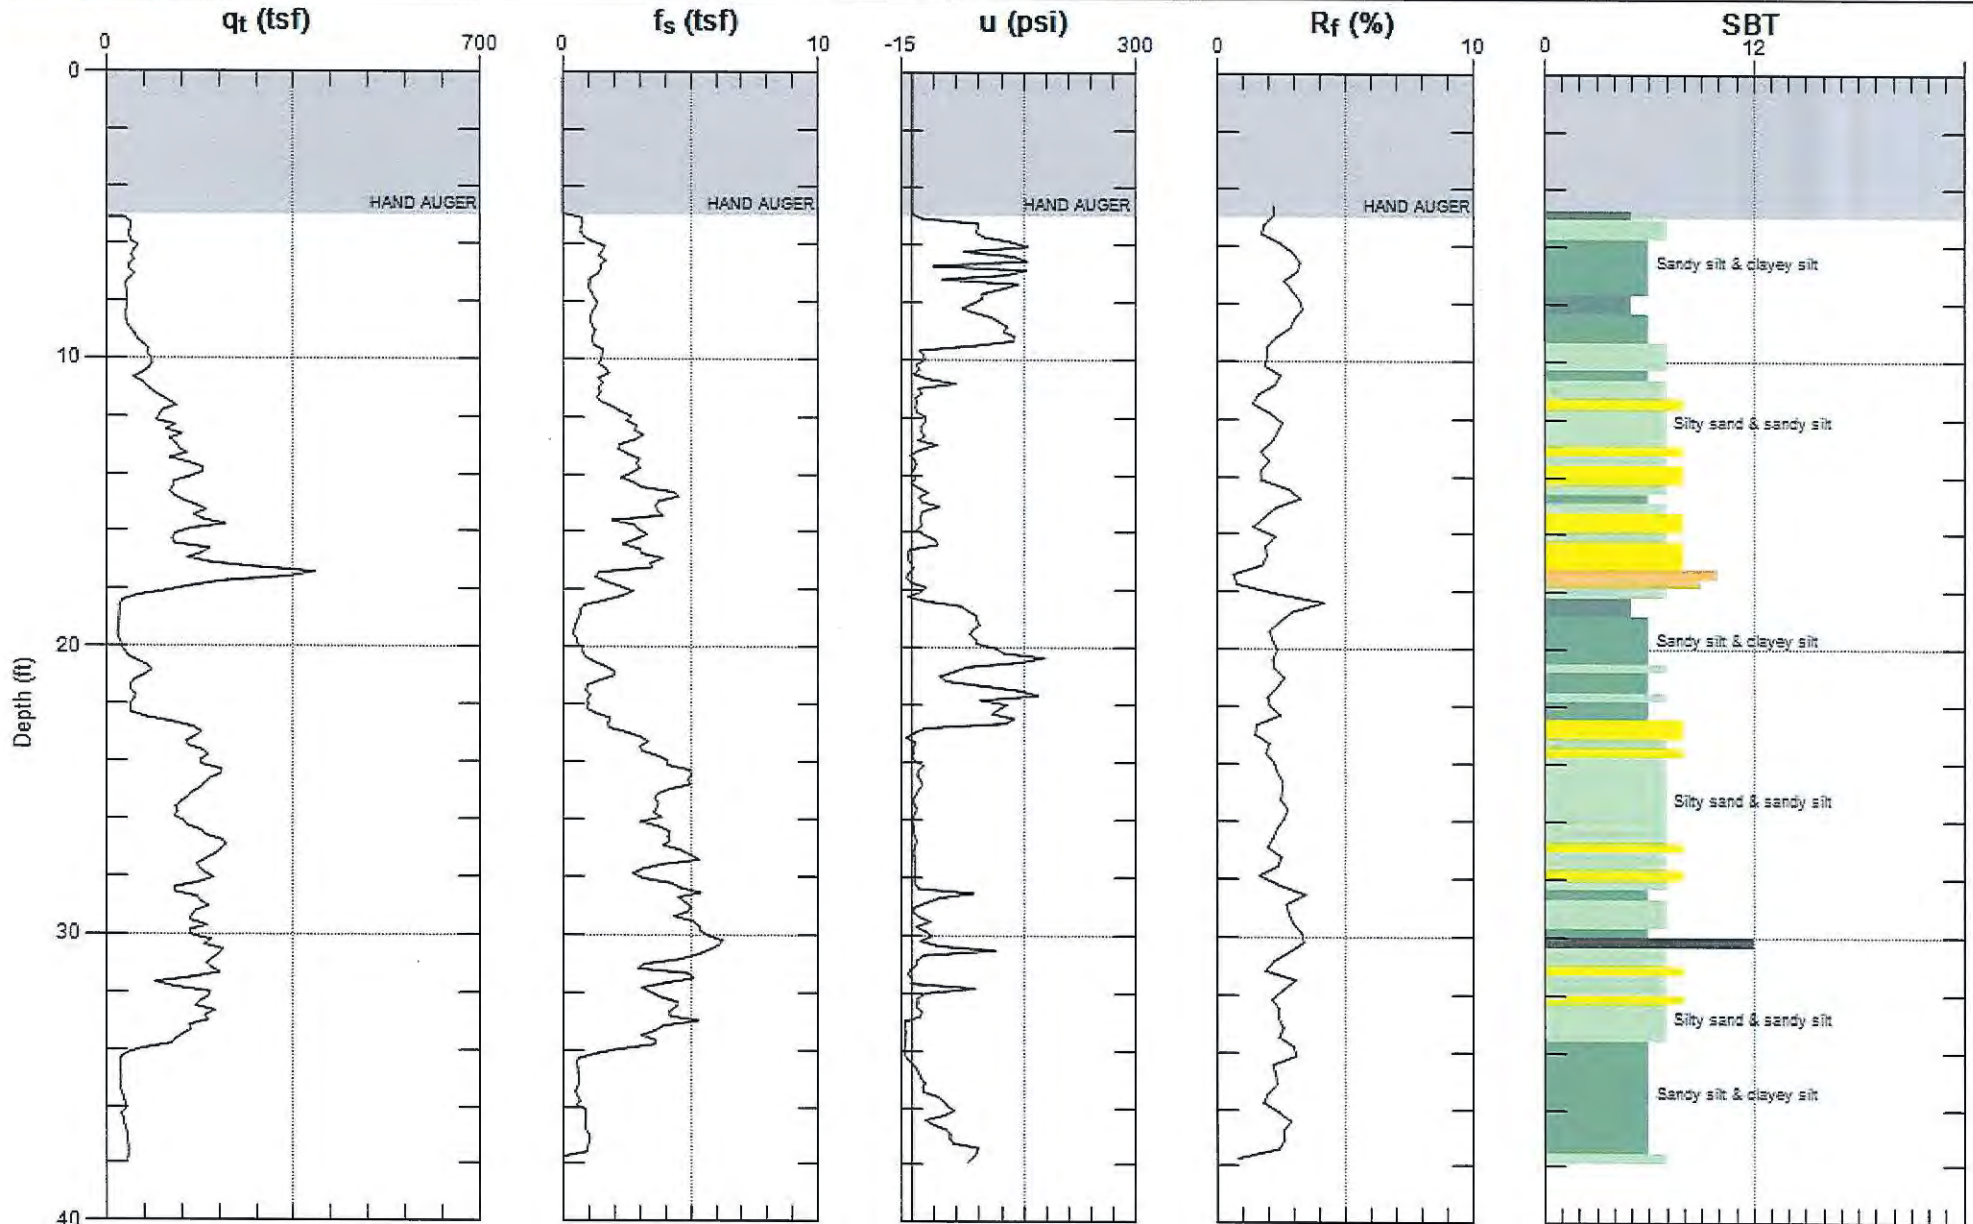 qt (tsf)
0 700
fs (tsf)
0 10
u (psi)
-15 300
Rf (%)
0 10
SBT
0 12
0
10
20
30
40
Depth (ft)
HAND AUGER
HAND AUGER
HAND AUGER
HAND AUGER
Sandy silt & clayey silt
Silty sand & sandy silt
Sandy silt & clayey silt
Silty sand & sandy silt
Silty sand & sandy silt
Sandy silt & clayey silt